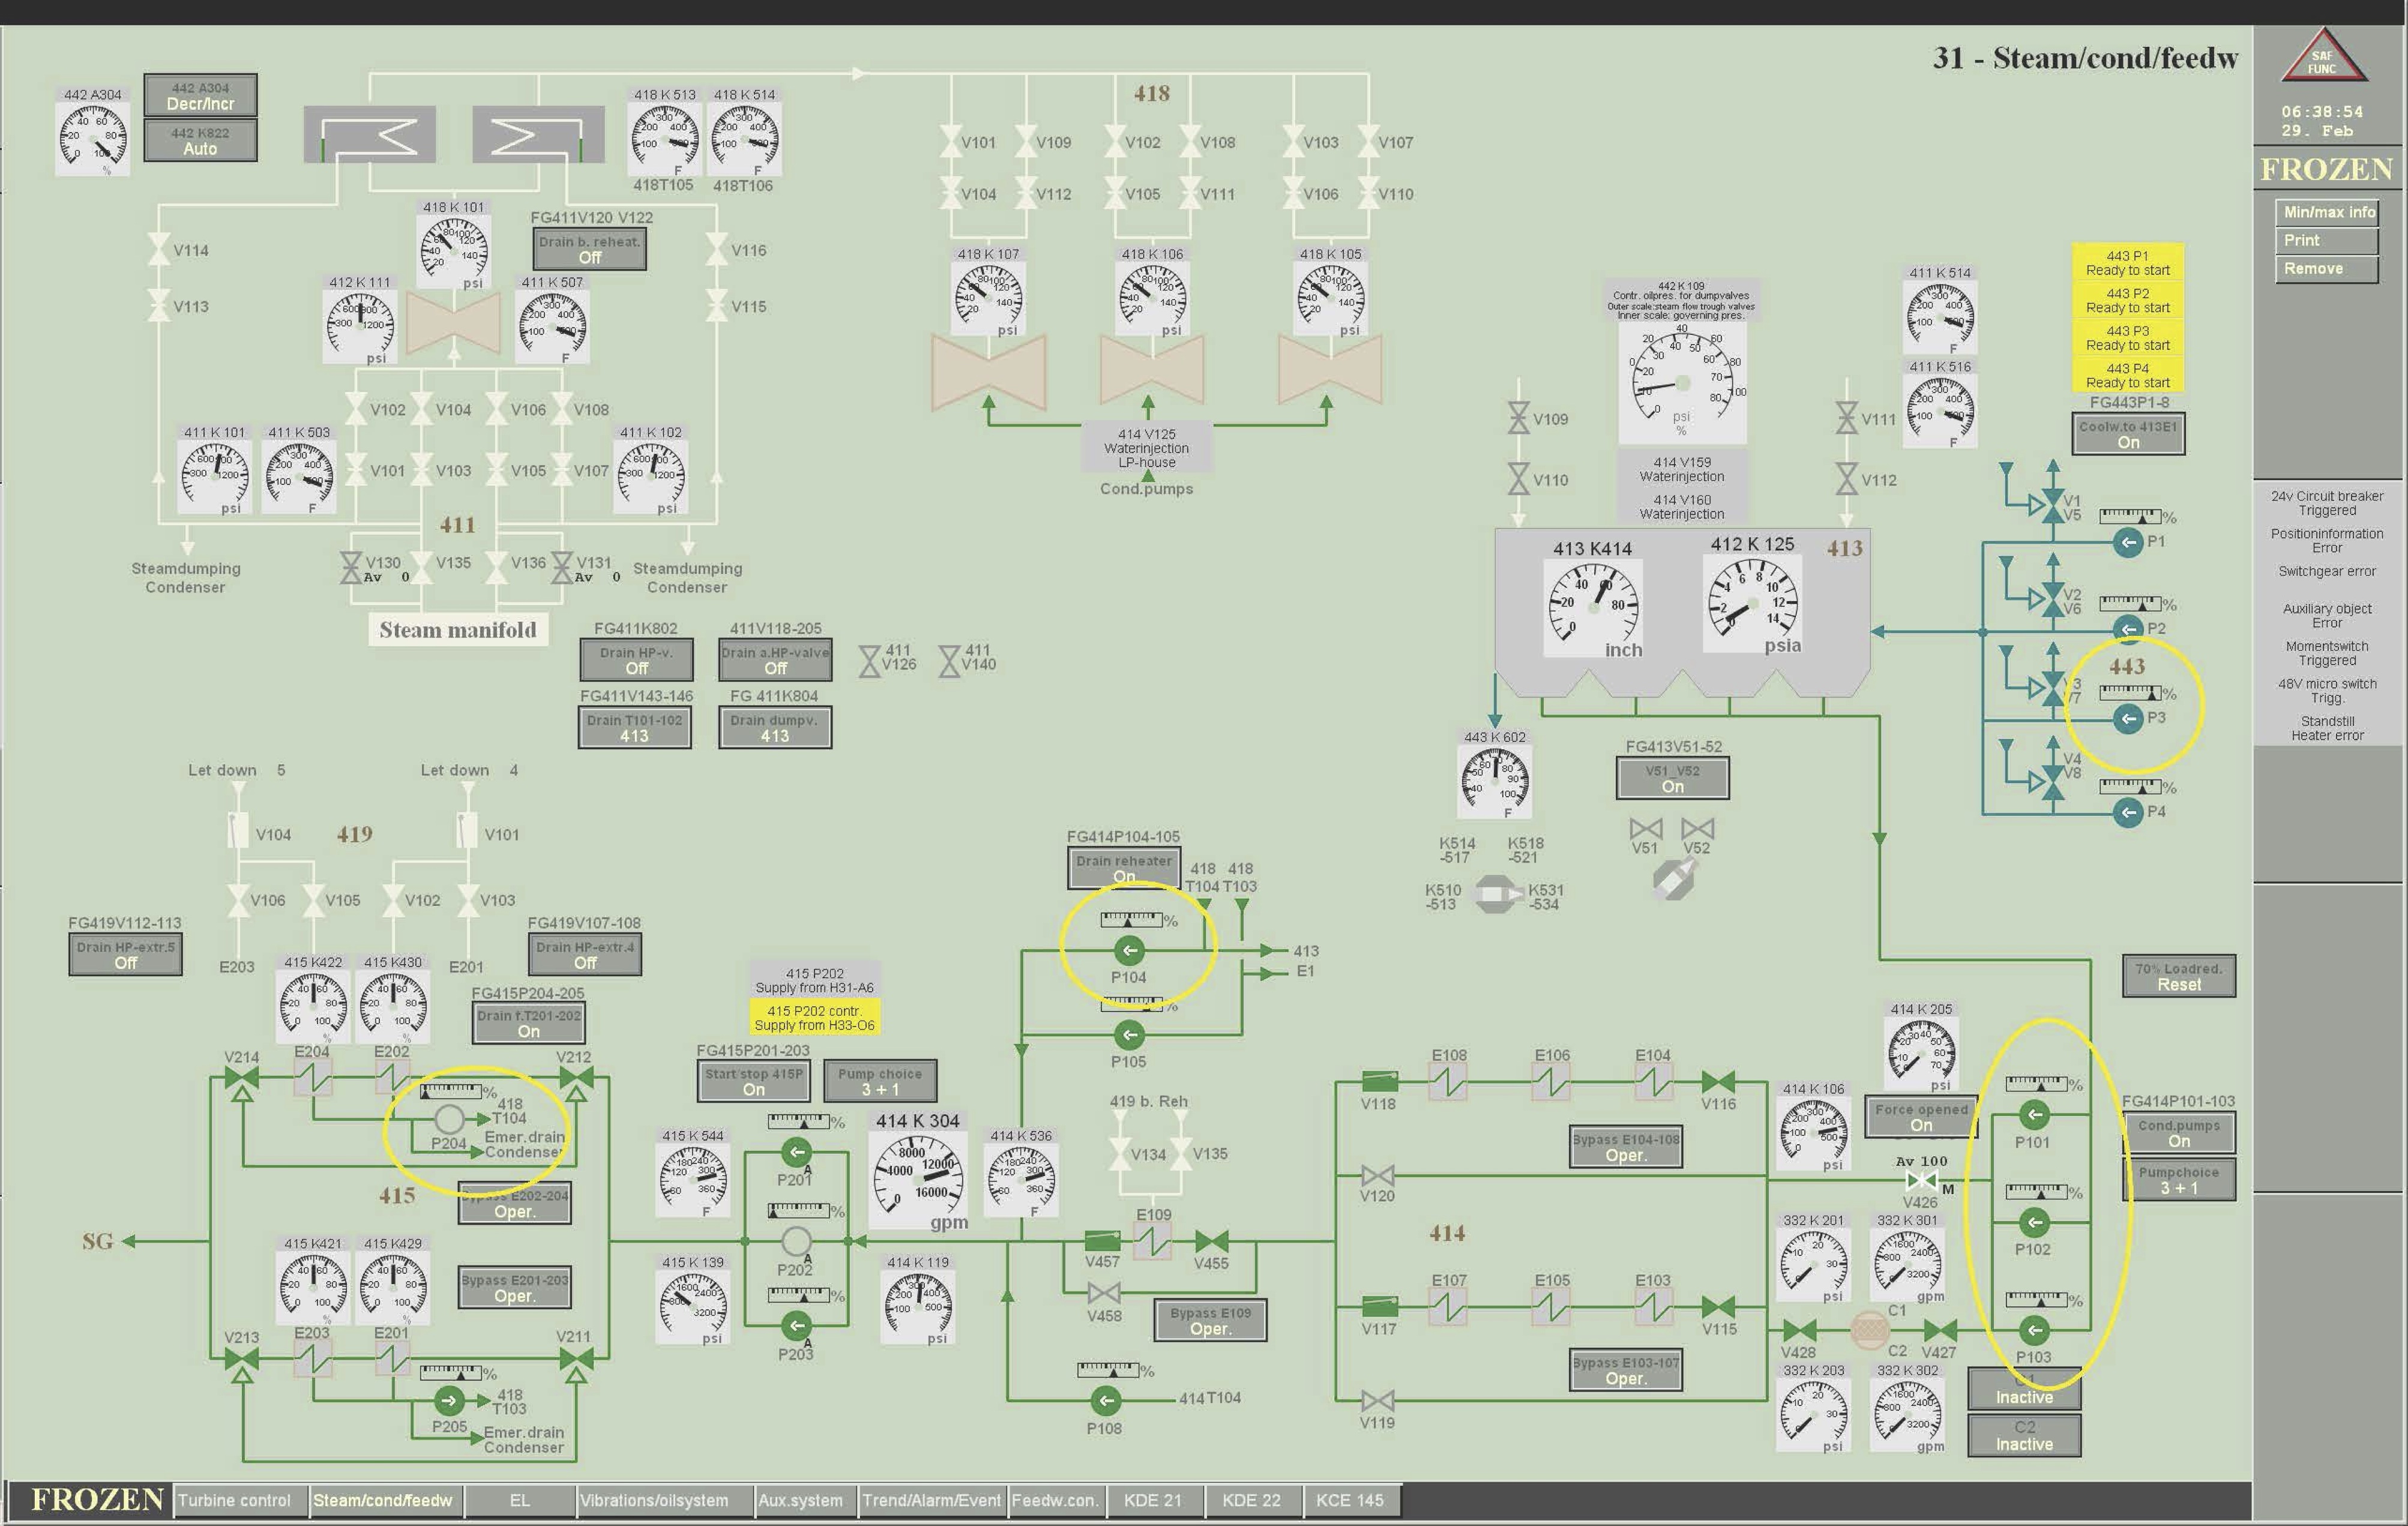 31 - Steam/cond/feedw
SAF
FUNC
06:38:54
29. Feb
FROZEN
Min/max info
Print
Remove
24v Circuit breaker
Triggered
Positioninformation
Error
Switchgear error
Auxiliary object
Error
Momentswitch
Triggered
48V micro switch
Trigg.
Standstill
Heater error
442 A304
442 A304
Decr/Incr
442 K822
Auto
418 K 513
418 K 514
418T105
418T106
418
V101
V109
V102
V108
V103
V107
V104
V112
V105
V111
V106
V110
418 K 101
psi
FG411V120 V122
Drain b. reheat.
Off
V114
V116
412 K 111
psi
411 K 507
F
V113
V115
418 K 107
psi
418 K 106
psi
418 K 105
psi
442 K 109
Contr. oilpres. for dumpvalves
Outer scale:steam flow trough valves
Inner scale: governing pres.
psi
%
411 K 514
F
411 K 516
F
443 P1
Ready to start
443 P2
Ready to start
443 P3
Ready to start
443 P4
Ready to start
FG443P1-8
Coolw.to 413E1
On
V102
V104
V106
V108
411 K 101
psi
411 K 503
F
V101
V103
V105
V107
411 K 102
psi
411
414 V125
Waterinjection
LP-house
Cond.pumps
414 V159
Waterinjection
414 V160
Waterinjection
V109
V110
V111
V112
Steamdumping
Condenser
V130
Av 0
V135
V136
V131
Av 0
Steamdumping
Condenser
Steam manifold
413 K414
inch
412 K 125
psia
413
V1
V5
%
P1
V2
V6
%
P2
443
V3
V7
%
P3
V4
V8
%
P4
FG411K802
Drain HP-v.
Off
411V118-205
Drain a.HP-valve
Off
411
V126
411
V140
FG411V143-146
Drain T101-102
413
FG 411K804
Drain dumpv.
413
443 K 602
F
FG413V51-52
V51_V52
On
V51
V52
K514
-517
K518
-521
K510
-513
K531
-534
Let down 5
Let down 4
V104
419
V101
V106
V105
V102
V103
FG419V112-113
Drain HP-extr.5
Off
FG419V107-108
Drain HP-extr.4
Off
E203
415 K422
415 K430
E201
FG415P204-205
Drain f.T201-202
On
V214
E204
E202
V212
%
418
T104
P204
Emer.drain
Condenser
415
Bypass E202-204
Oper.
SG
415 K421
415 K429
Bypass E201-203
Oper.
V213
E203
E201
V211
%
418
T103
P205
Emer.drain
Condenser
FG414P104-105
Drain reheater
On
418
T104
418
T103
%
P104
413
E1
%
P105
415 P202
Supply from H31-A6
415 P202 contr.
Supply from H33-O6
FG415P201-203
Start/stop 415P
On
Pump choice
3 + 1
415 K 544
F
%
A
P201
414 K 304
gpm
414 K 536
F
%
A
P202
415 K 139
psi
%
A
P203
414 K 119
psi
419 b. Reh
V134
V135
E109
V457
V455
V458
Bypass E109
Oper.
%
P108
414 T104
E108
E106
E104
V118
V116
Bypass E104-108
Oper.
V120
414
E107
E105
E103
V117
V115
Bypass E103-107
Oper.
V119
414 K 205
psi
414 K 106
psi
Force opened
On
Av 100
M
V426
332 K 201
psi
332 K 301
gpm
C1
V428
C2
V427
332 K 203
psi
332 K 302
gpm
Inactive
C2
Inactive
70% Loadred.
Reset
%
P101
%
P102
%
P103
FG414P101-103
Cond.pumps
On
Pumpchoice
3 + 1
FROZEN
Turbine control
Steam/cond/feedw
EL
Vibrations/oilsystem
Aux.system
Trend/Alarm/Event
Feedw.con.
KDE 21
KDE 22
KCE 145